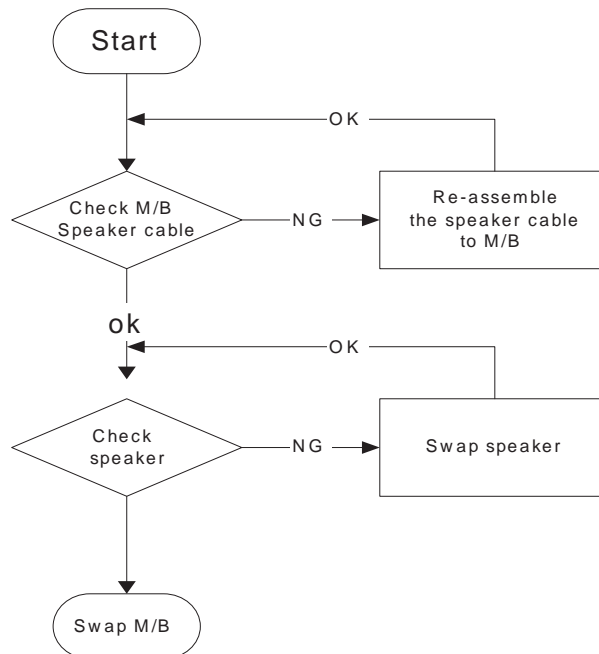 Start
OK
Check M/B
Speaker cable
NG
Re-assemble
the speaker cable
to M/B
ok
OK
Check
speaker
NG
Swap speaker
Swap M/B